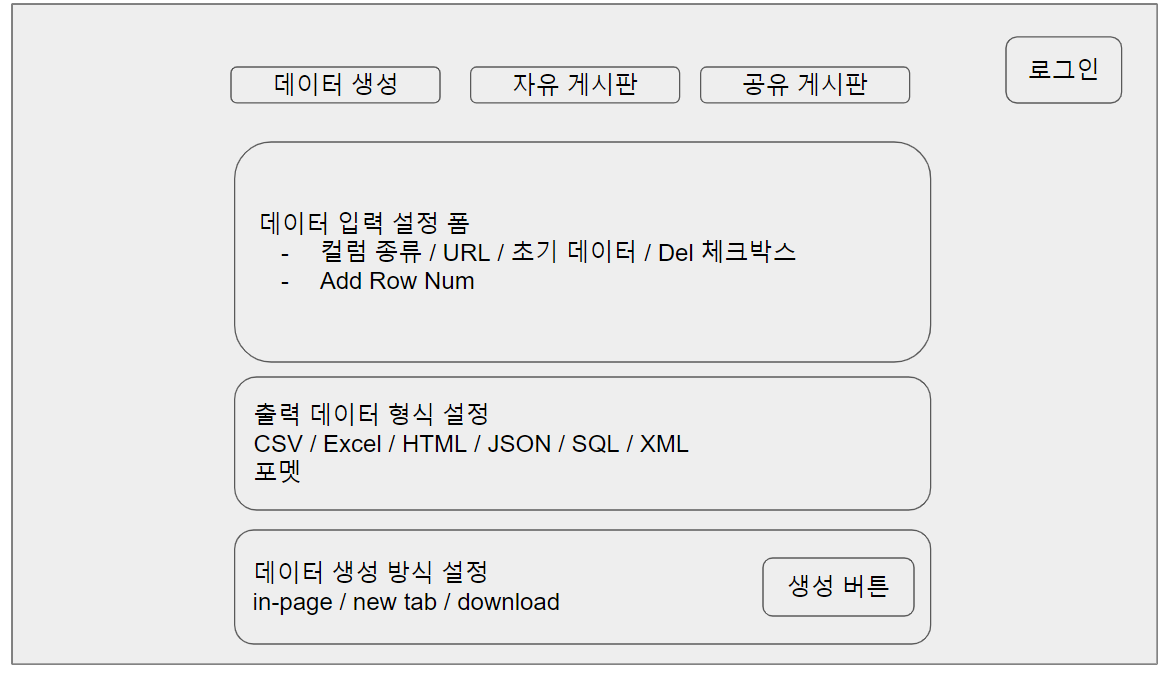 데이터 생성
자유 게시판
공유 게시판
로그인
데이터 입력 설정 폼
- 컬럼 종류 / URL / 초기 데이터 / Del 체크박스
- Add Row Num
출력 데이터 형식 설정
CSV / Excel / HTML / JSON / SQL / XML
포멧
데이터 생성 방식 설정
in-page / new tab / download
생성 버튼